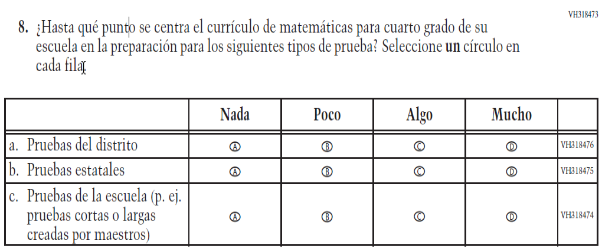 VH318473
8. ¿Hasta qué punto se centra el currículo de matemáticas para cuarto grado de su
escuela en la preparación para los siguientes tipos de prueba? Seleccione un círculo en
cada fila.
Nada Poco Algo Mucho
a. Pruebas del distrito A B C D VH318476
b. Pruebas estatales A B C D VH318475
c. Pruebas de la escuela (p. ej.
pruebas cortas o largas A B C D VH318474
creadas por maestros)